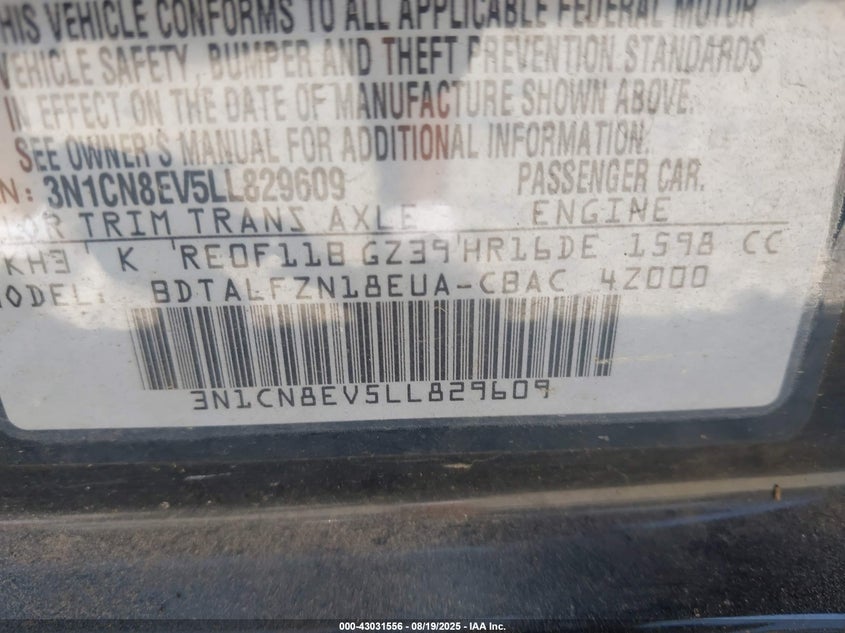 THIS VEHICLE CONFORMS TO ALL APPLICABLE FEDERAL MOTOR
VEHICLE SAFETY, BUMPER AND THEFT PREVENTION STANDARDS
IN EFFECT ON THE DATE OF MANUFACTURE SHOWN ABOVE.
SEE OWNER'S MANUAL FOR ADDITIONAL INFORMATION.
N: 3N1CN8EV5LL829609 PASSENGER CAR.
OR TRIM TRANS AXLE ENGINE
KH3 K RE0F11B GZ39 HR16DE 1598 CC
ODEL: BDTALFZN18EUA-CBAC 4Z000
3N1CN8EV5LL829609
000-43031556 - 08/19/2025 - IAA Inc.